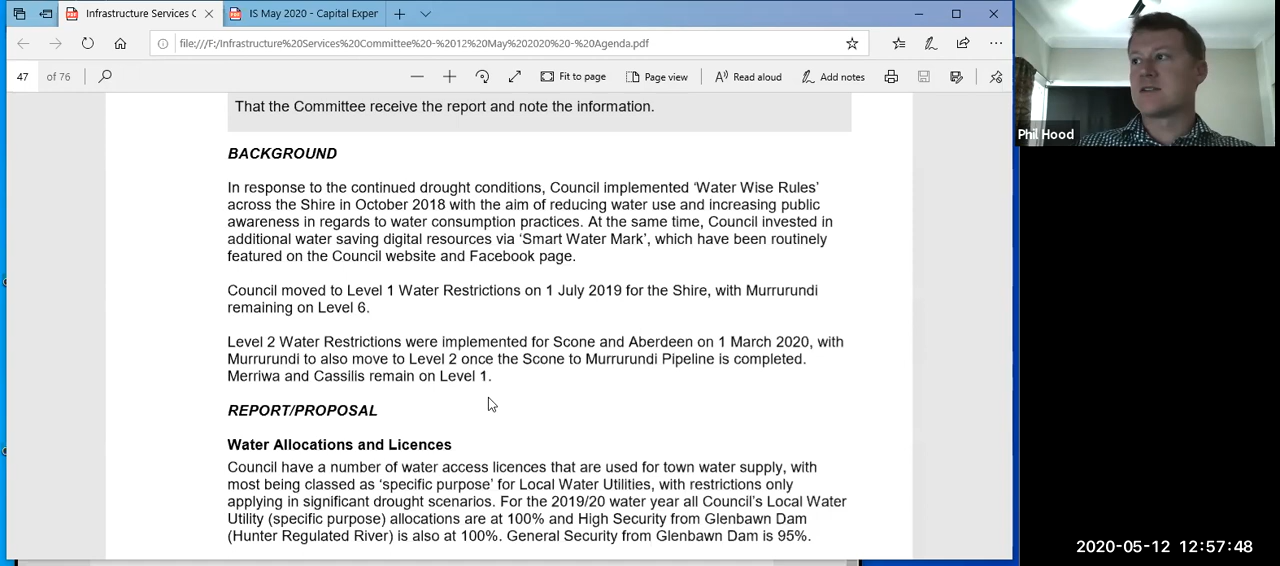 Infrastructure Services C
IS May 2020 - Capital Exper
file:///F:/Infrastructure%20Services%20Committee%20-%2012%20May%202020%20-%20Agenda.pdf
47 of 76
Fit to page
Page view
Read aloud
Add notes
That the Committee receive the report and note the information.
BACKGROUND
In response to the continued drought conditions, Council implemented ‘Water Wise Rules’
across the Shire in October 2018 with the aim of reducing water use and increasing public
awareness in regards to water consumption practices. At the same time, Council invested in
additional water saving digital resources via ‘Smart Water Mark’, which have been routinely
featured on the Council website and Facebook page.
Council moved to Level 1 Water Restrictions on 1 July 2019 for the Shire, with Murrurundi
remaining on Level 6.
Level 2 Water Restrictions were implemented for Scone and Aberdeen on 1 March 2020, with
Murrurundi to also move to Level 2 once the Scone to Murrurundi Pipeline is completed.
Merriwa and Cassilis remain on Level 1.
REPORT/PROPOSAL
Water Allocations and Licences
Council have a number of water access licences that are used for town water supply, with
most being classed as ‘specific purpose’ for Local Water Utilities, with restrictions only
applying in significant drought scenarios. For the 2019/20 water year all Council’s Local Water
Utility (specific purpose) allocations are at 100% and High Security from Glenbawn Dam
(Hunter Regulated River) is also at 100%. General Security from Glenbawn Dam is 95%.
Phil Hood
2020-05-12 12:57:48